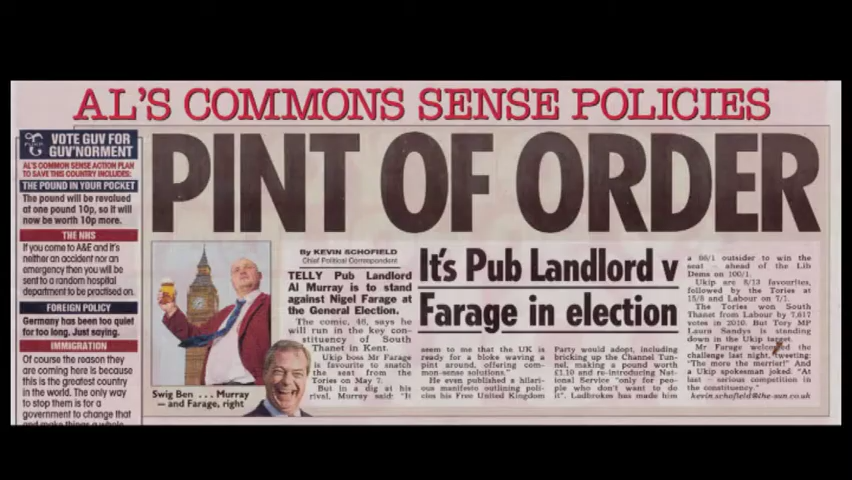 AL'S COMMONS SENSE POLICIES
VOTE GUV FOR
GUV'NORMENT
AL'S COMMON SENSE ACTION PLAN
TO SAVE THIS COUNTRY INCLUDES:
THE POUND IN YOUR POCKET
The pound will be revalued
at one pound 10p, so it will
now be worth 10p more.
THE NHS
If you come to A&E and it's
neither an accident nor an
emergency then you will be
sent to a random hospital
department to be practised on.
FOREIGN POLICY
Germany has been too quiet
for too long. Just saying.
IMMIGRATION
Of course the reason they
are coming here is because
this is the greatest country
in the world. The only way
to stop them is for a
government to change that
and make things a whole
PINT OF ORDER
Swig Ben ... Murray
— and Farage, right
By KEVIN SCHOFIELD
Chief Political Correspondent
TELLY Pub Landlord
Al Murray is to stand
against Nigel Farage at
the General Election.
The comic, 46, says he
will run in the key con-
stituency of South
Thanet in Kent.
Ukip boss Mr Farage
is favourite to snatch
the seat from the
Tories on May 7.
But in a dig at his
rival, Murray said: "It
It's Pub Landlord v
Farage in election
seem to me that the UK is
ready for a bloke waving a
pint around, offering com-
mon-sense solutions."
He even published a hilari-
ous manifesto outlining poli-
cies his Free United Kingdom
Party would adopt, including
bricking up the Channel Tun-
nel, making a pound worth
£1.10 and re-introducing Nat-
ional Service "only for peo-
ple who don't want to do
it". Ladbrokes has made him
a 66/1 outsider to win the
seat — ahead of the Lib
Dems on 100/1.
Ukip are 8/13 favourites,
followed by the Tories at
15/8 and Labour on 7/1.
The Tories won South
Thanet from Labour by 7,617
votes in 2010. But Tory MP
Laura Sandys is standing
down in the Ukip target.
Mr Farage welcomed the
challenge last night, tweeting:
"The more the merrier!" And
a Ukip spokesman joked. "At
last — serious competition in
the constituency."
kevin.schofield@the-sun.co.uk